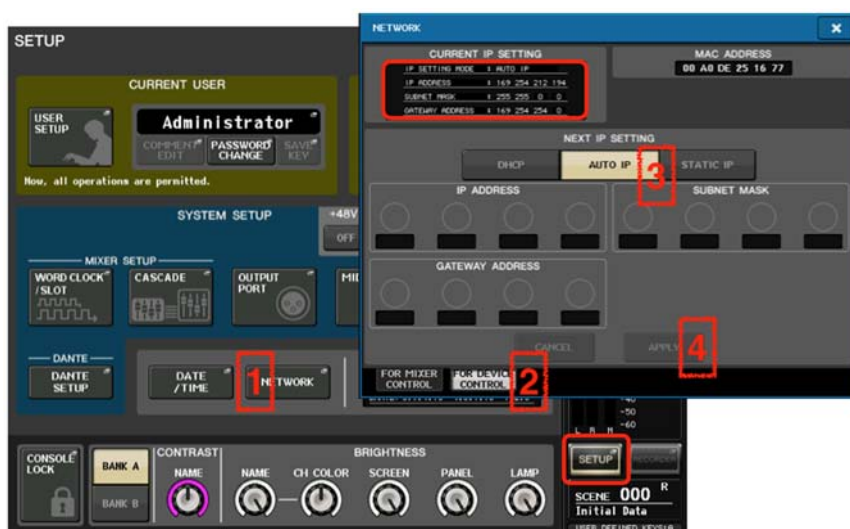 SETUP
CURRENT USER
USER
SETUP
Administrator
COMMENT
EDIT
PASSWORD
CHANGE
SAVE
KEY
Now, all operations are permitted.
SYSTEM SETUP
+48V
OFF
MIXER SETUP
WORD CLOCK
/SLOT
CASCADE
OUTPUT
PORT
DANTE
DANTE
SETUP
DATE
/TIME
1
NETWORK
CONSOLE
LOCK
BANK A
BANK B
CONTRAST
NAME
BRIGHTNESS
NAME
CH COLOR
SCREEN
PANEL
LAMP
NETWORK
CURRENT IP SETTING
IP SETTING MODE : AUTO IP
IP ADDRESS : 169 254 212 194
SUBNET MASK : 255 255 0 0
GATEWAY ADDRESS : 169 254 254 0
MAC ADDRESS
00 A0 DE 25 16 77
NEXT IP SETTING
DHCP
AUTO IP
3
STATIC IP
IP ADDRESS
SUBNET MASK
GATEWAY ADDRESS
CANCEL
APPLY
4
FOR MIXER
CONTROL
FOR DEVICE
CONTROL
2
-40
-50
-60
L R M
SETUP
RECORDER
SCENE 000 R
Initial Data
USER DEFINED KEYS:A